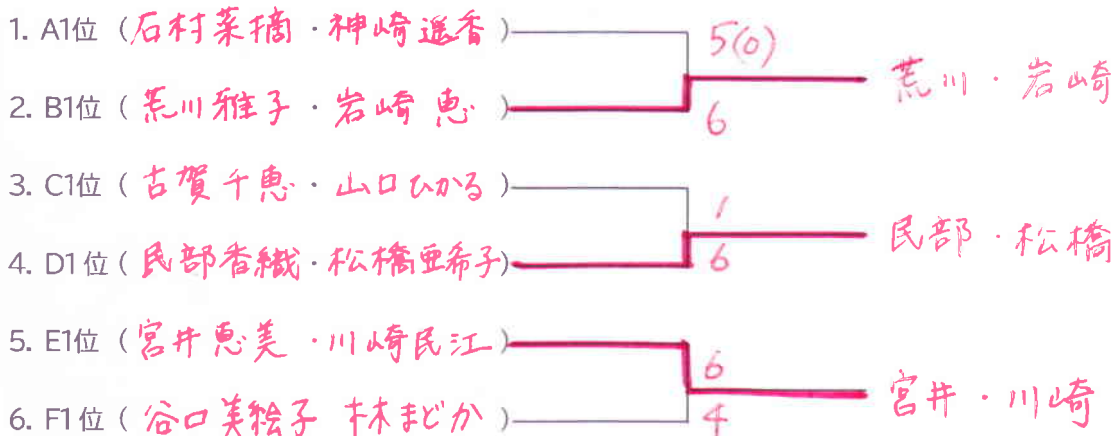 1. A1位 (石村菜摘・神崎遥香)
5(0)
荒川・岩崎
2. B1位 (荒川雅子・岩崎恵)
6
3. C1位 (古賀千恵・山口ひかる)
1
民部・松橋
4. D1位 (民部香織・松橋亜希子)
6
5. E1位 (宮井恵美・川崎民江)
6
宮井・川崎
6. F1位 (谷口美絵子 林まどか)
4